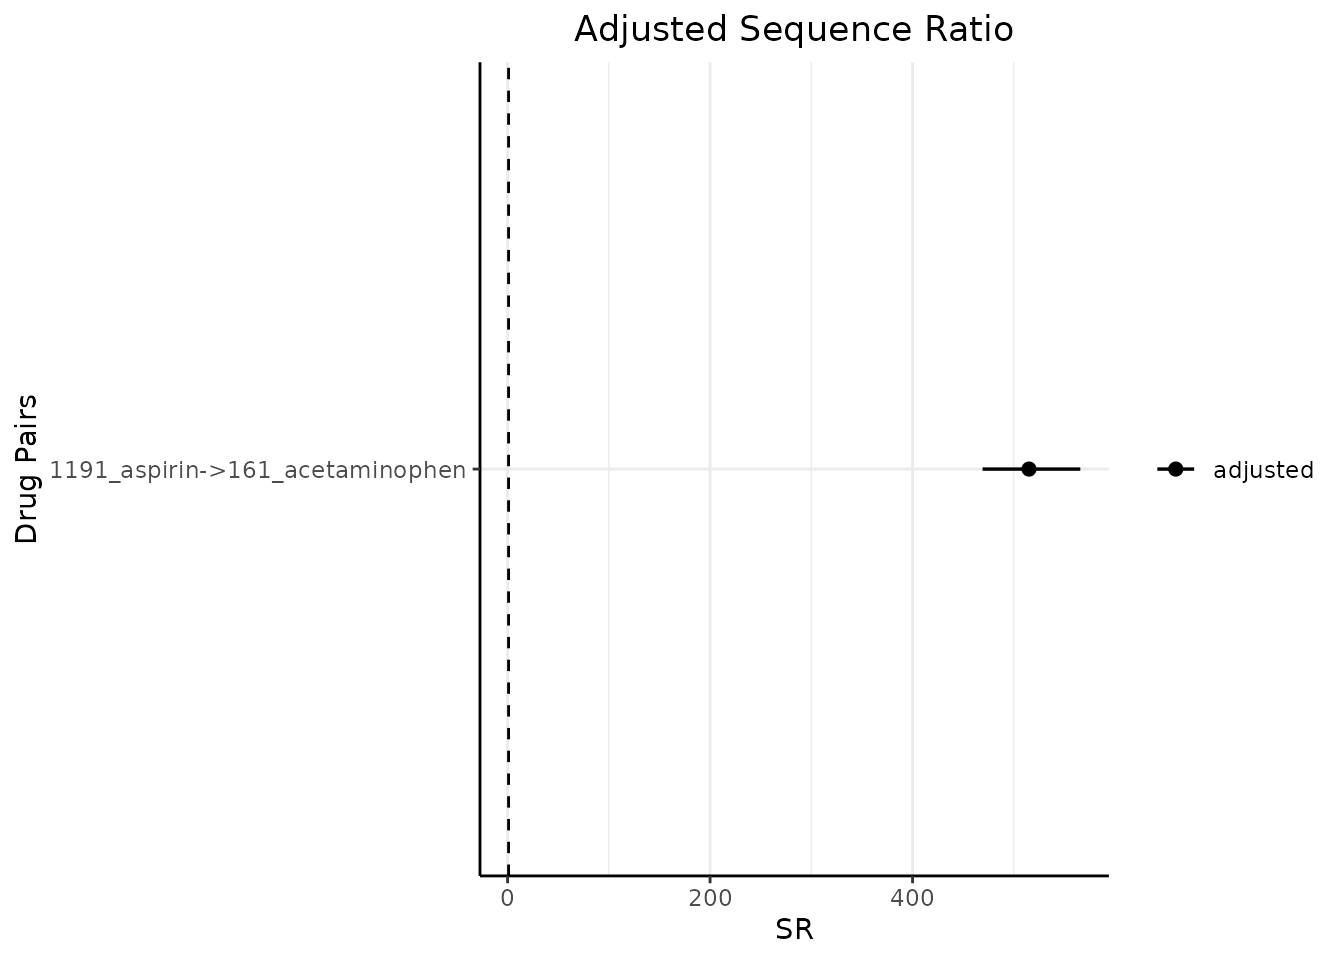 Adjusted Sequence Ratio
Drug Pairs
1191_aspirin->161_acetaminophen
adjusted
0 200 400
SR